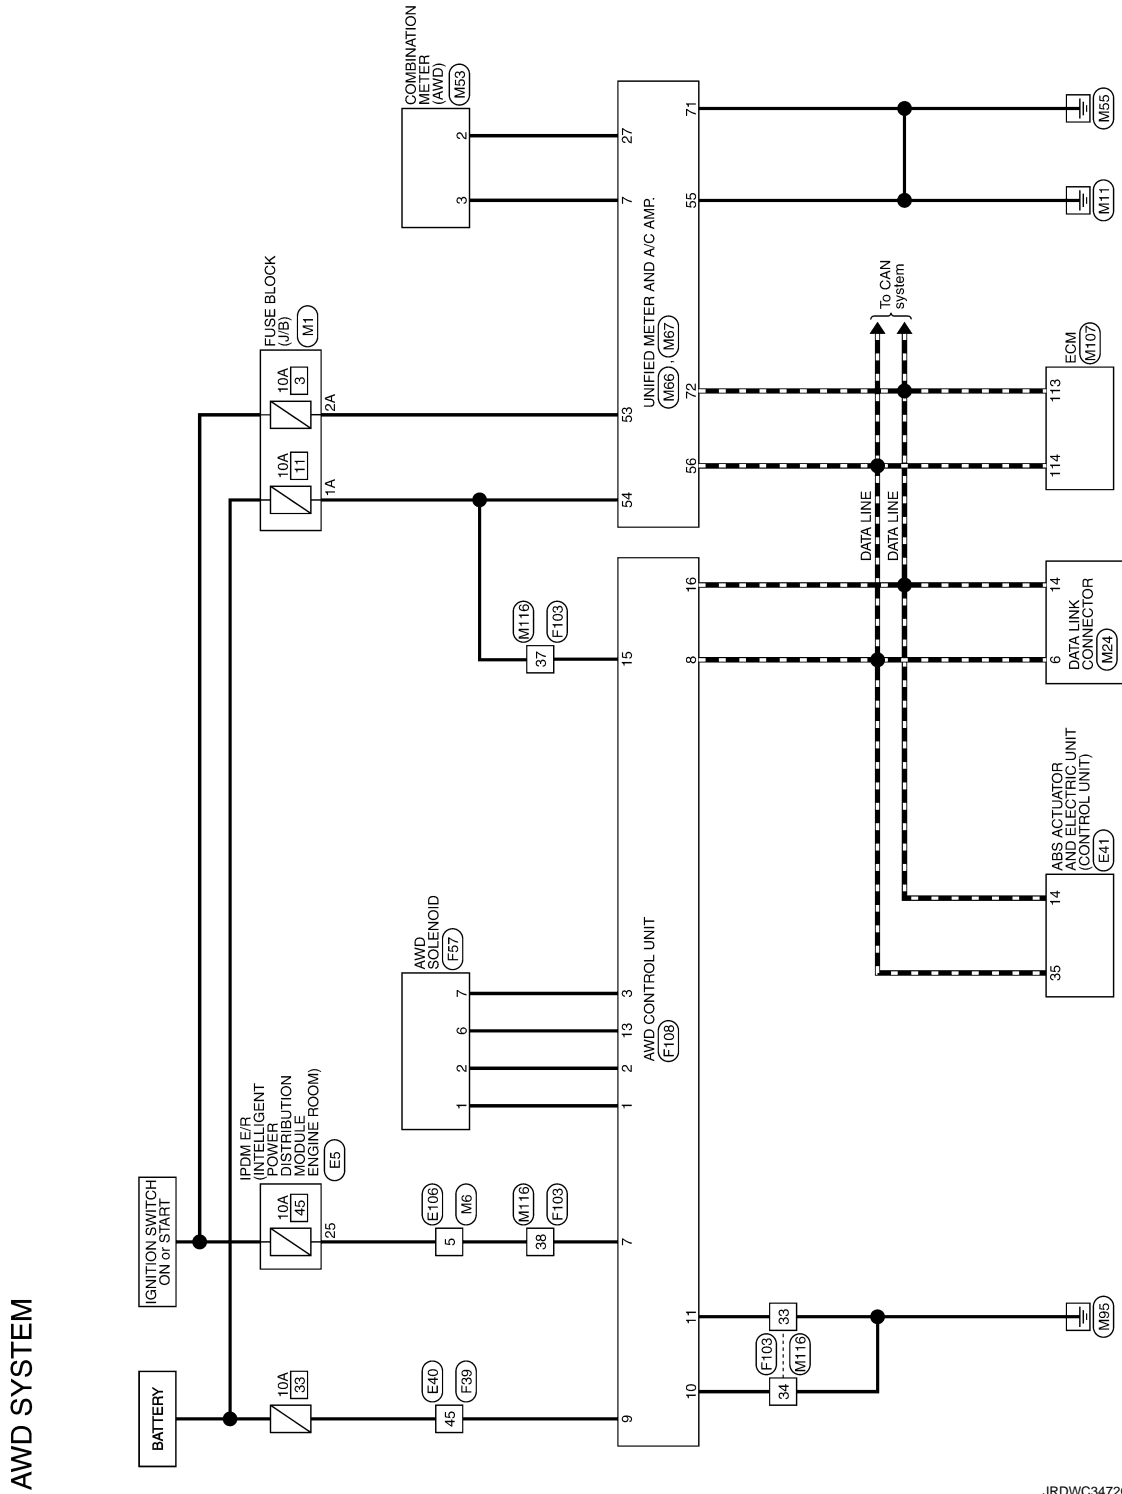 AWD SYSTEM
BATTERY
IGNITION SWITCH
ON or START
10A
33
E40
F39
45
9
IPDM E/R
(INTELLIGENT
POWER
DISTRIBUTION
MODULE
ENGINE ROOM)
E5
10A
45
25
E106
M6
5
M116
F103
38
7
AWD
SOLENOID
F57
1
2
6
7
1
2
13
3
FUSE BLOCK
(J/B)
M1
10A
11
1A
10A
3
2A
M116
F103
37
15
54
53
COMBINATION
METER
(AWD)
M53
3
2
7
27
AWD CONTROL UNIT
F108
UNIFIED METER AND A/C AMP.
M66 , M67
10
11
8
16
56
72
55
71
F103
M116
34
33
M95
DATA LINE
DATA LINE
To CAN
system
35
14
ABS ACTUATOR
AND ELECTRIC UNIT
(CONTROL UNIT)
E41
6
14
DATA LINK
CONNECTOR
M24
114
113
ECM
M107
M11
M55